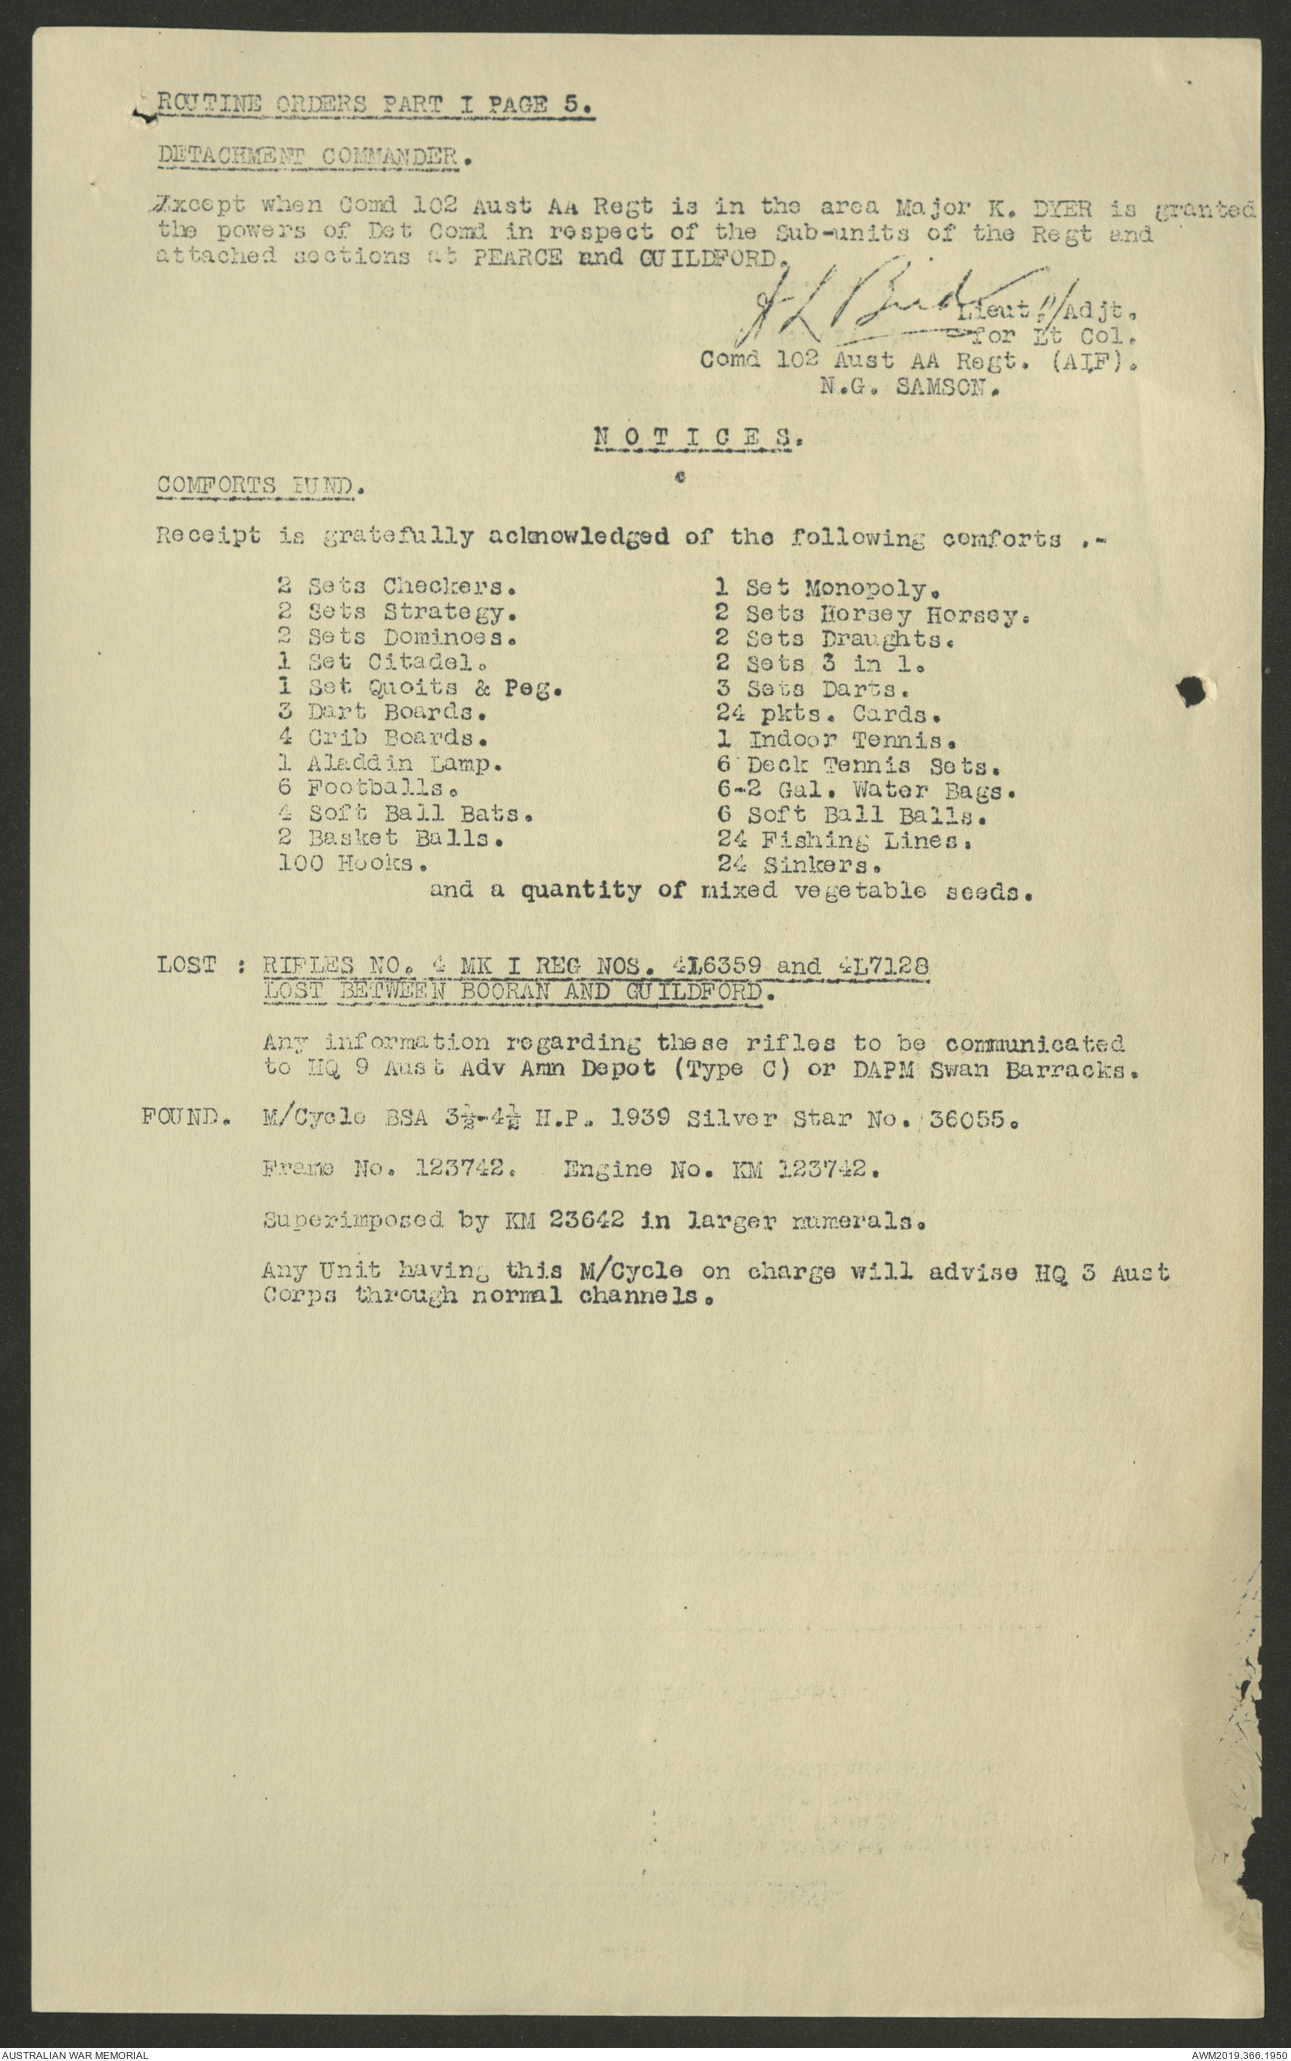 ROUTINE ORDERS PART I PAGE 5.
DETACHMENT COMMANDER.
Except when Comd 102 Aust AA Regt is in the area Major K. DYER is granted
the powers of Det Comd in respect of the Sub-units of the Regt and
attached sections at PEARCE and GUILDFORD.
Lieut. /Adjt.
for Lt Col.
Comd 102 Aust AA Regt. (AIF).
N.G. SAMSON.
N O T I C E S.
COMFORTS FUND.
Receipt is gratefully acknowledged of the following comforts .-
2 Sets Checkers. 1 Set Monopoly.
2 Sets Strategy. 2 Sets Horsey Horsey.
2 Sets Dominoes. 2 Sets Draughts.
1 Set Citadel. 2 Sets 3 in 1.
1 Set Quoits & Peg. 3 Sets Darts.
3 Dart Boards. 24 pkts. Cards.
4 Crib Boards. 1 Indoor Tennis.
1 Aladdin Lamp. 6 Deck Tennis Sets.
6 Footballs. 6-2 Gal. Water Bags.
4 Soft Ball Bats. 6 Soft Ball Balls.
2 Basket Balls. 24 Fishing Lines.
100 Hooks. 24 Sinkers.
and a quantity of mixed vegetable seeds.
LOST : RIFLES NO. 4 MK I REG NOS. 4L6359 and 4L7128
LOST BETWEEN BOORAN AND GUILDFORD.
Any information regarding these rifles to be communicated
to HQ 9 Aust Adv Amn Depot (Type C) or DAPM Swan Barracks.
FOUND. M/Cycle BSA 3½-4½ H.P. 1939 Silver Star No. 36055.
Frame No. 123742. Engine No. KM 123742.
Superimposed by KM 23642 in larger numerals.
Any Unit having this M/Cycle on charge will advise HQ 3 Aust
Corps through normal channels.
AUSTRALIAN WAR MEMORIAL AWM2019.366.1950